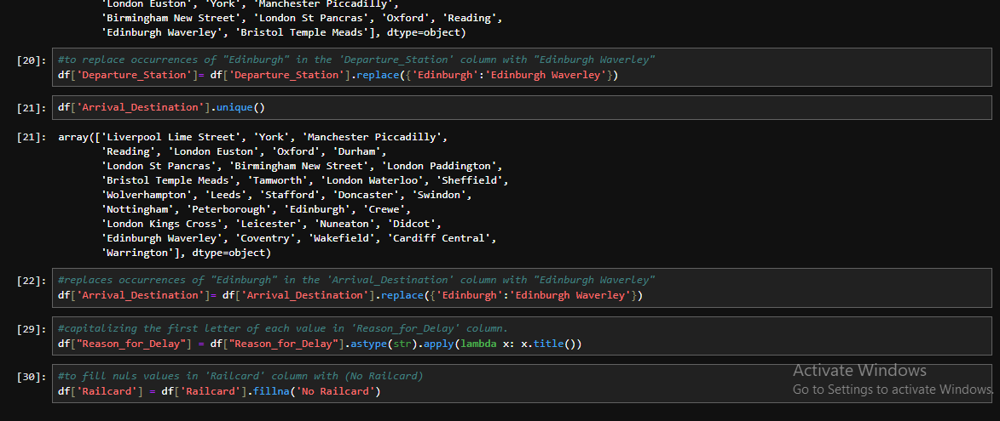 'London Euston', 'York', 'Manchester Piccadilly',
'Birmingham New Street', 'London St Pancras', 'Oxford', 'Reading',
'Edinburgh Waverley', 'Bristol Temple Meads'], dtype=object)
[20]: #to replace occurrences of "Edinburgh" in the 'Departure_Station' column with "Edinburgh Waverley"
df['Departure_Station']= df['Departure_Station'].replace({'Edinburgh':'Edinburgh Waverley'})
[21]: df['Arrival_Destination'].unique()
[21]: array(['Liverpool Lime Street', 'York', 'Manchester Piccadilly',
'Reading', 'London Euston', 'Oxford', 'Durham',
'London St Pancras', 'Birmingham New Street', 'London Paddington',
'Bristol Temple Meads', 'Tamworth', 'London Waterloo', 'Sheffield',
'Wolverhampton', 'Leeds', 'Stafford', 'Doncaster', 'Swindon',
'Nottingham', 'Peterborough', 'Edinburgh', 'Crewe',
'London Kings Cross', 'Leicester', 'Nuneaton', 'Didcot',
'Edinburgh Waverley', 'Coventry', 'Wakefield', 'Cardiff Central',
'Warrington'], dtype=object)
[22]: #replaces occurrences of "Edinburgh" in the 'Arrival_Destination' column with "Edinburgh Waverley"
df['Arrival_Destination']= df['Arrival_Destination'].replace({'Edinburgh':'Edinburgh Waverley'})
[29]: #capitalizing the first letter of each value in 'Reason_for_Delay' column.
df["Reason_for_Delay"] = df["Reason_for_Delay"].astype(str).apply(lambda x: x.title())
[30]: #to fill nuls values in 'Railcard' column with (No Railcard)
df['Railcard'] = df['Railcard'].fillna('No Railcard')
Activate Windows
Go to Settings to activate Windows.